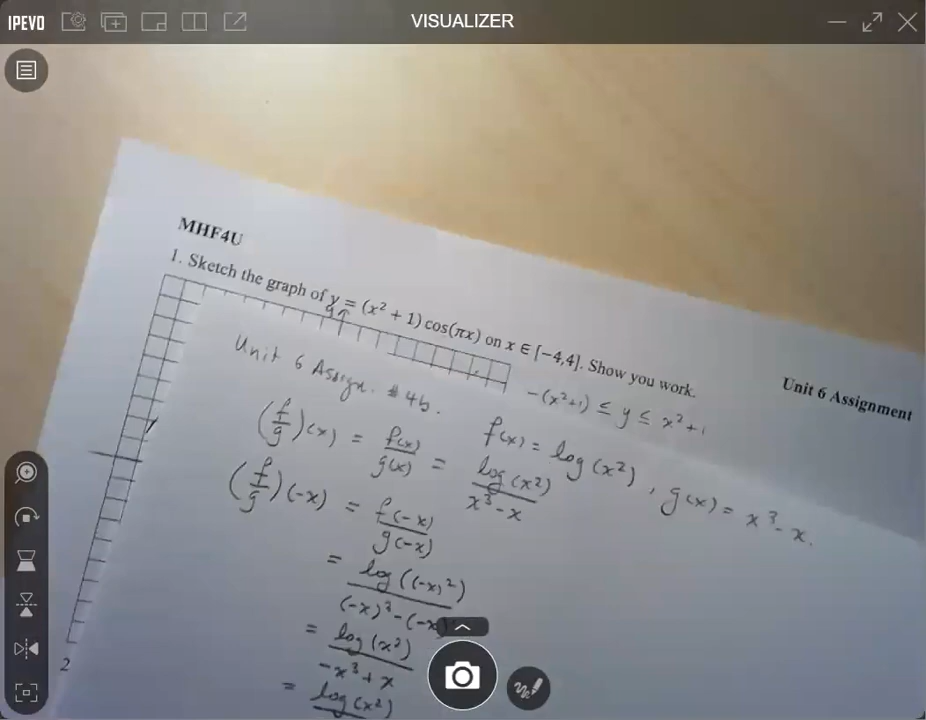 IPEVO
VISUALIZER
MHF4U
Unit 6 Assignment
1. Sketch the graph of y = (x² + 1) cos(πx) on x ∈ [−4,4]. Show you work.
-(x²+1) ≤ y ≤ x²+1
Unit 6 Assign. #4b.
f(x) = log(x²), g(x) = x³-x.
(f/g)(x) = f(x)/g(x) = log(x²)/x³-x
(f/g)(-x) = f(-x)/g(-x)
= log((-x)²)/(-x)³-(-x)
= log(x²)/-x³+x
= log(x²)
2